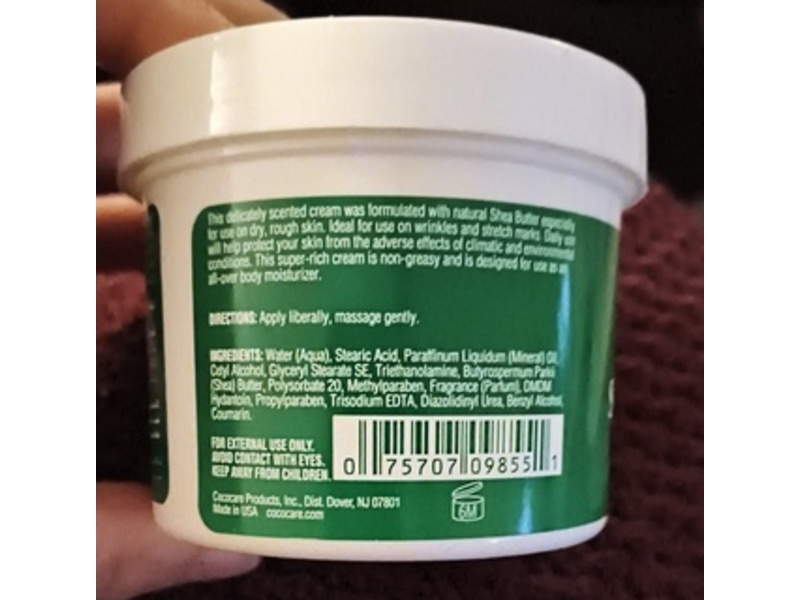 This delicately scented cream was formulated with natural Shea Butter especially
for use on dry, rough skin. Ideal for use on wrinkles and stretch marks. Daily use
will help protect your skin from the adverse effects of climatic and environmental
conditions. This super-rich cream is non-greasy and is designed for use as an
all-over body moisturizer.
DIRECTIONS: Apply liberally, massage gently.
INGREDIENTS: Water (Aqua), Stearic Acid, Paraffinum Liquidum (Mineral) Oil,
Cetyl Alcohol, Glyceryl Stearate SE, Triethanolamine, Butyrospermum Parkii
(Shea) Butter, Polysorbate 20, Methylparaben, Fragrance (Parfum), DMDM
Hydantoin, Propylparaben, Trisodium EDTA, Diazolidinyl Urea, Benzyl Alcohol,
Coumarin.
FOR EXTERNAL USE ONLY.
AVOID CONTACT WITH EYES.
KEEP AWAY FROM CHILDREN.
0 75707 09855 1
Cococare Products, Inc., Dist. Dover, NJ 07801
Made in USA cococare.com
6M